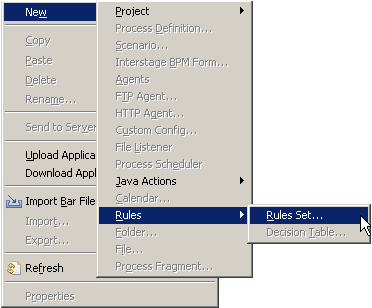 New
Copy
Paste
Delete
Rename...
Send to Server
Upload Applica
Download Appl
Import Bar File
Import...
Export...
Refresh
Properties
Project
Process Definition...
Scenario...
Interstage BPM Form...
Agents
FTP Agent...
HTTP Agent...
Custom Config...
File Listener
Process Scheduler
Java Actions
Calendar...
Rules
Folder...
File...
Process Fragment...
Rules Set...
Decision Table...